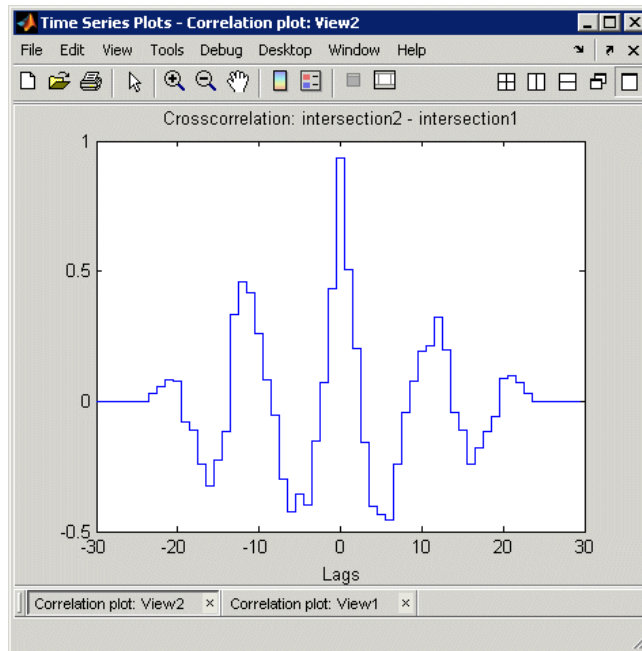 Time Series Plots - Correlation plot: View2
File Edit View Tools Debug Desktop Window Help
Crosscorrelation: intersection2 - intersection1
1
0.5
0
-0.5
-30 -20 -10 0 10 20 30
Lags
Correlation plot: View2 Correlation plot: View1